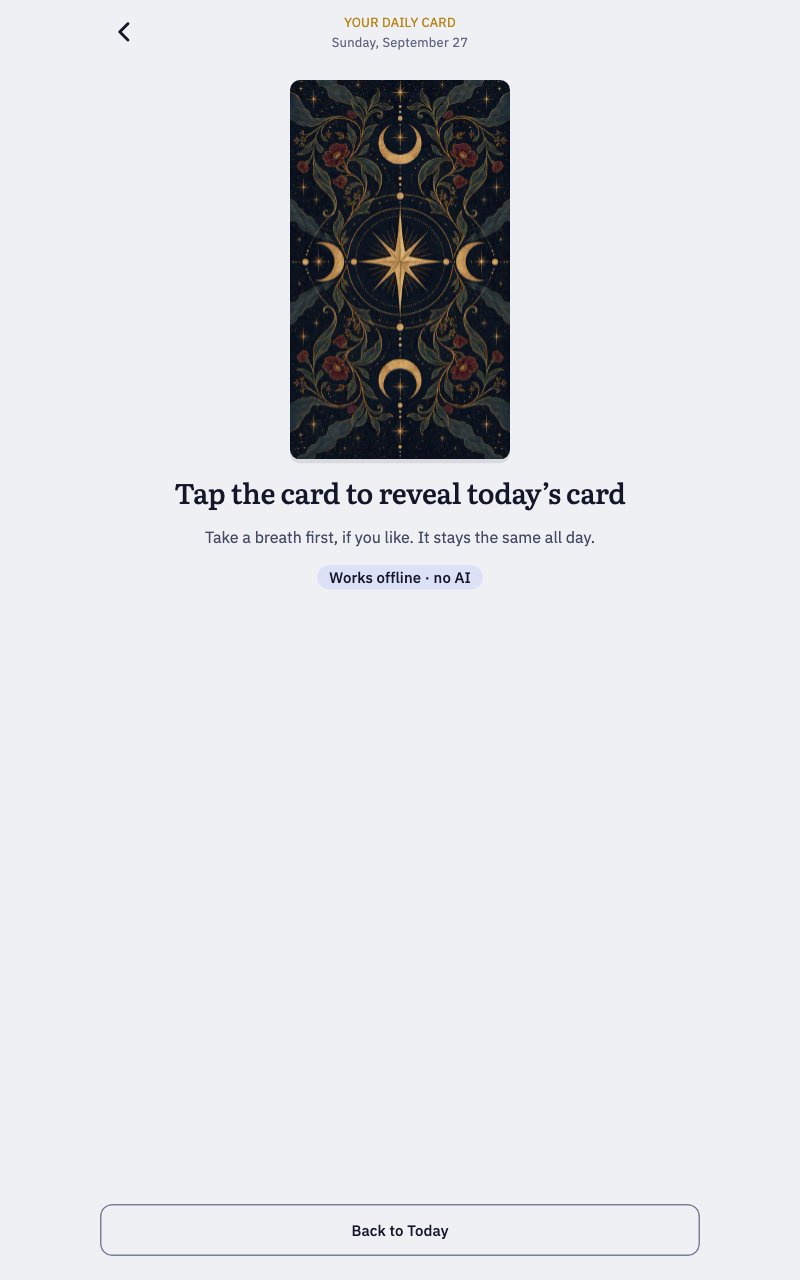 YOUR DAILY CARD
Sunday, September 27
Tap the card to reveal today’s card
Take a breath first, if you like. It stays the same all day.
Works offline · no AI
Back to Today